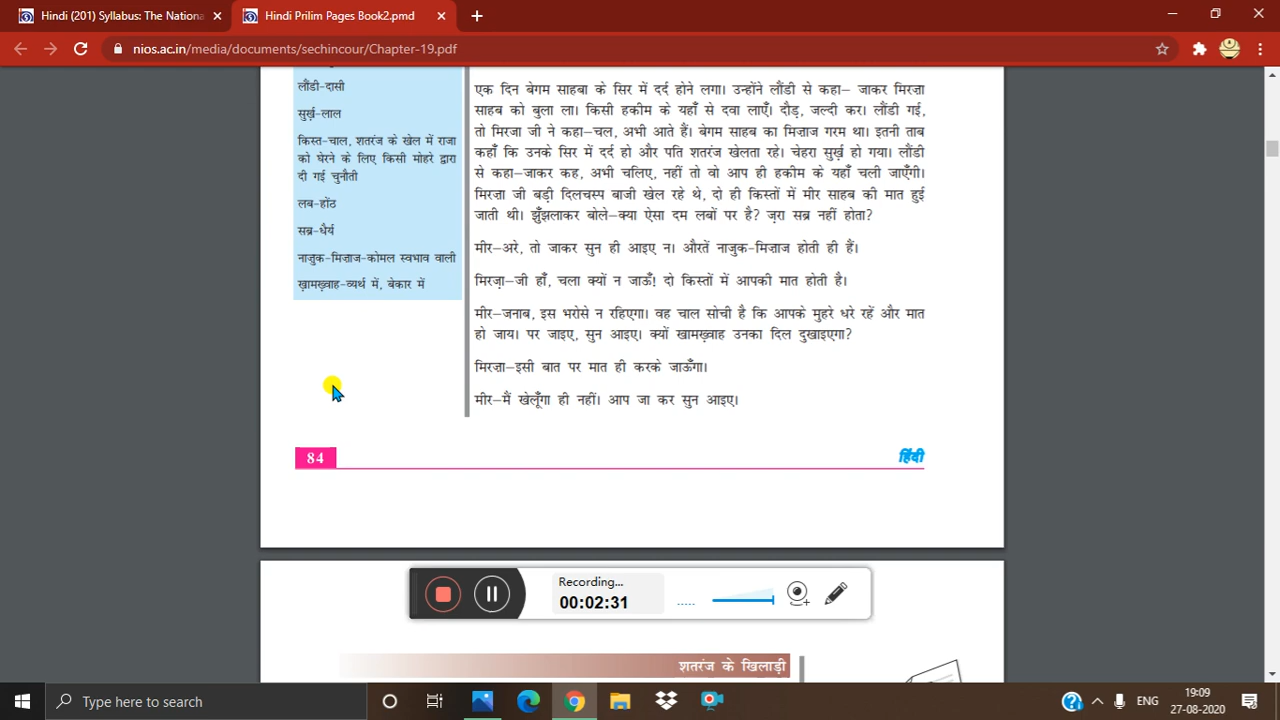 Hindi (201) Syllabus: The Nationa
Hindi Prilim Pages Book2.pmd
nios.ac.in/media/documents/sechincour/Chapter-19.pdf
लौंडी-दासी
सुर्ख़-लाल
किस्त-चाल, शतरंज के खेल में राजा
को घेरने के लिए किसी मोहरे द्वारा
दी गई चुनौती
लब-होंठ
सब्र-धैर्य
नाज़ुक-मिज़ाज-कोमल स्वभाव वाली
ख़ामख़्वाह-व्यर्थ में, बेकार में
एक दिन बेगम साहबा के सिर में दर्द होने लगा। उन्होंने लौंडी से कहा– जाकर मिरज़ा
साहब को बुला ला। किसी हकीम के यहाँ से दवा लाएँ। दौड़, जल्दी कर। लौंडी गई,
तो मिरजा जी ने कहा–चल, अभी आते हैं। बेगम साहब का मिज़ाज गरम था। इतनी ताब
कहाँ कि उनके सिर में दर्द हो और पति शतरंज खेलता रहे। चेहरा सुर्ख़ हो गया। लौंडी
से कहा–जाकर कह, अभी चलिए, नहीं तो वो आप ही हकीम के यहाँ चली जाएँगी।
मिरज़ा जी बड़ी दिलचस्प बाजी खेल रहे थे, दो ही किस्तों में मीर साहब की मात हुई
जाती थी। झुँझलाकर बोले–क्या ऐसा दम लबों पर है? ज़रा सब्र नहीं होता?
मीर–अरे, तो जाकर सुन ही आइए न। औरतें नाज़ुक-मिज़ाज होती ही हैं।
मिरज़ा–जी हाँ, चला क्यों न जाऊँ! दो किस्तों में आपकी मात होती है।
मीर–जनाब, इस भरोसे न रहिएगा। वह चाल सोची है कि आपके मुहरे धरे रहें और मात
हो जाय। पर जाइए, सुन आइए। क्यों खामख़्वाह उनका दिल दुखाइएगा?
मिरज़ा–इसी बात पर मात ही करके जाऊँगा।
मीर–मैं खेलूँगा ही नहीं। आप जा कर सुन आइए।
84
हिंदी
Recording...
00:02:31
शतरंज के खिलाड़ी
Type here to search
ENG
19:09
27-08-2020